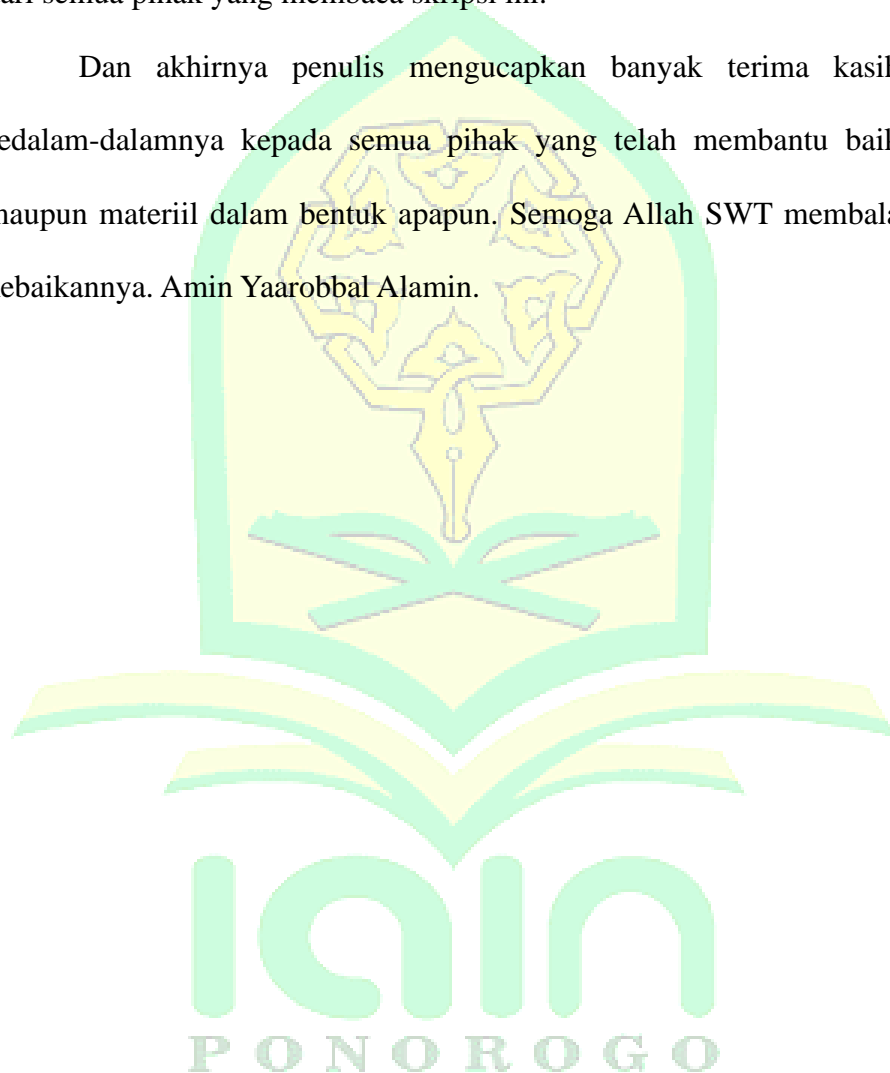 dari semua pihak yang membaca skripsi ini.
Dan akhirnya penulis mengucapkan banyak terima kasih
sedalam-dalamnya kepada semua pihak yang telah membantu baik
maupun materiil dalam bentuk apapun. Semoga Allah SWT membalas
kebaikannya. Amin Yaarobbal Alamin.
iain
PONOROGO